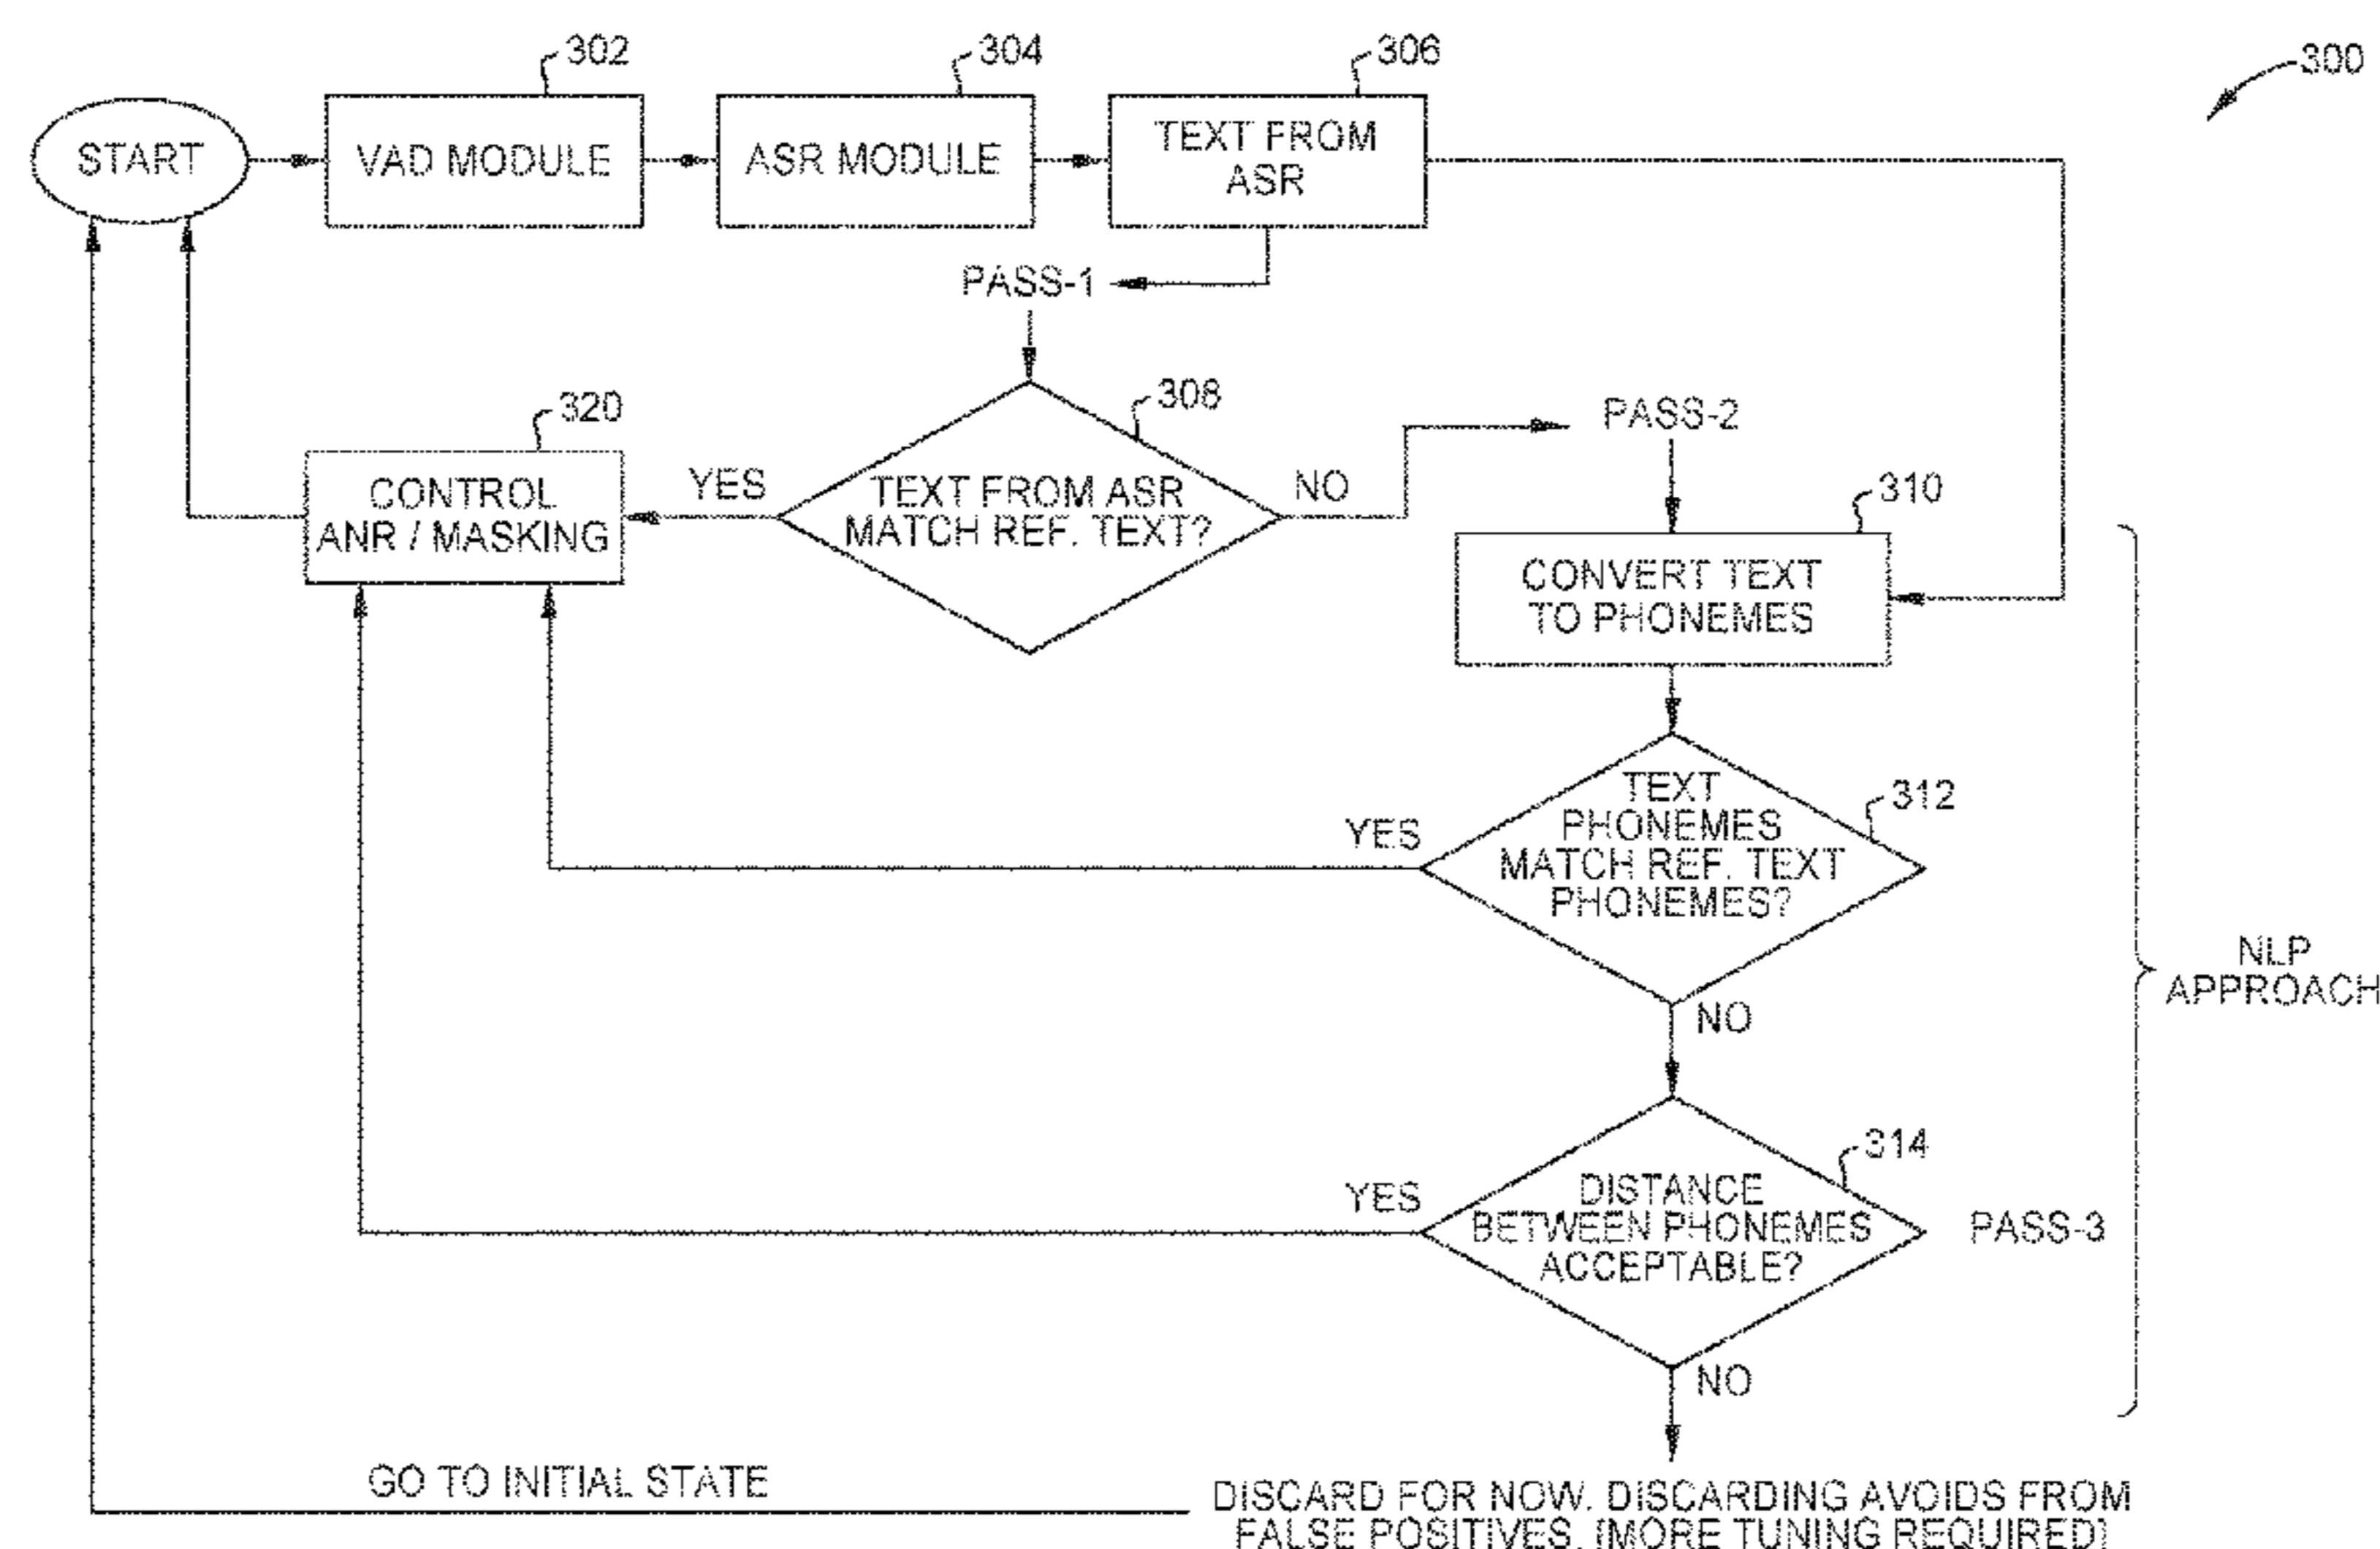 302
304
306
300
START
VAD MODULE
ASR MODULE
TEXT FROM
ASR
PASS-1
320
308
PASS-2
CONTROL
ANR / MASKING
YES
TEXT FROM ASR
MATCH REF. TEXT?
NO
310
CONVERT TEXT
TO PHONEMES
312
YES
TEXT
PHONEMES
MATCH REF. TEXT
PHONEMES?
NLP
APPROACH
NO
314
YES
DISTANCE
BETWEEN PHONEMES
ACCEPTABLE?
PASS-3
NO
GO TO INITIAL STATE
DISCARD FOR NOW. DISCARDING AVOIDS FROM
FALSE POSITIVES. [MORE TUNING REQUIRED]